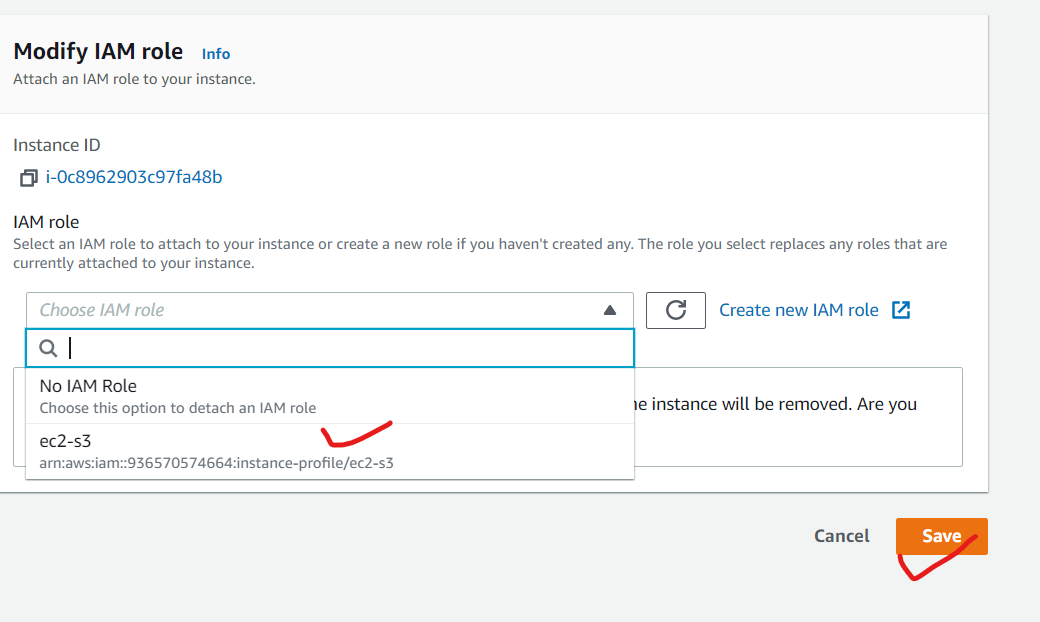 Modify IAM role Info
Attach an IAM role to your instance.
Instance ID
i-0c8962903c97fa48b
IAM role
Select an IAM role to attach to your instance or create a new role if you haven't created any. The role you select replaces any roles that are
currently attached to your instance.
Choose IAM role
Create new IAM role
No IAM Role
Choose this option to detach an IAM role
instance will be removed. Are you
ec2-s3
arn:aws:iam::936570574664:instance-profile/ec2-s3
Cancel Save